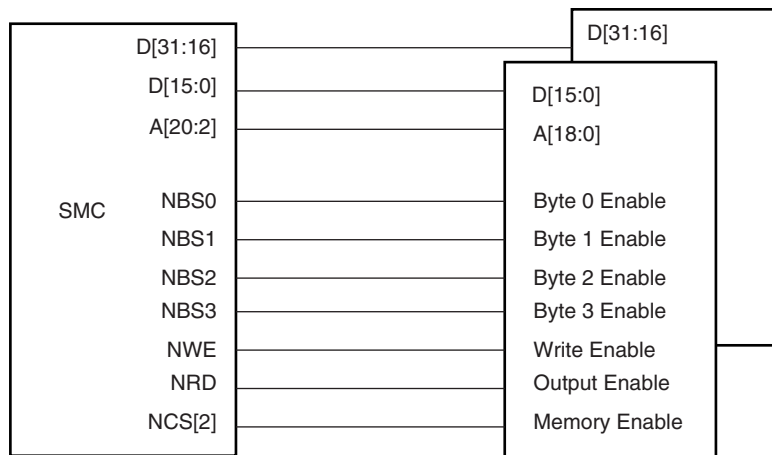 D[31:16] D[31:16]
D[15:0] D[15:0]
A[20:2] A[18:0]
SMC NBS0 Byte 0 Enable
NBS1 Byte 1 Enable
NBS2 Byte 2 Enable
NBS3 Byte 3 Enable
NWE Write Enable
NRD Output Enable
NCS[2] Memory Enable